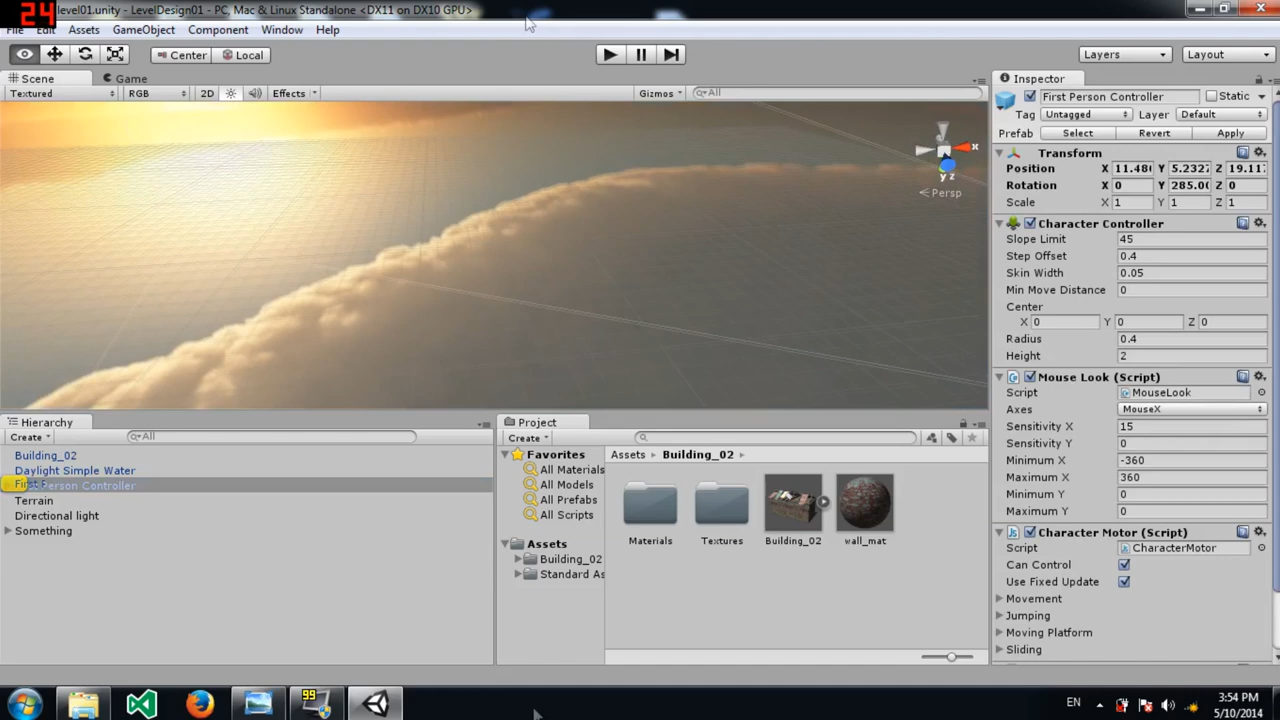 24
level01.unity - LevelDesign01 - PC, Mac & Linux Standalone <DX11 on DX10 GPU>
File Edit Assets GameObject Component Window Help
Center Local Layers Layout
Scene Game
Textured RGB 2D Effects Gizmos All
x
y z
Persp
Inspector
First Person Controller Static
Tag Untagged Layer Default
Prefab Select Revert Apply
Transform
Position X 11.48 Y 5.2327 Z 19.11
Rotation X 0 Y 285.00 Z 0
Scale X 1 Y 1 Z 1
Character Controller
Slope Limit 45
Step Offset 0.4
Skin Width 0.05
Min Move Distance 0
Center
X 0 Y 0 Z 0
Radius 0.4
Height 2
Mouse Look (Script)
Script MouseLook
Axes MouseX
Sensitivity X 15
Sensitivity Y 0
Minimum X -360
Maximum X 360
Minimum Y 0
Maximum Y 0
Character Motor (Script)
Script CharacterMotor
Can Control
Use Fixed Update
Movement
Jumping
Moving Platform
Sliding
Hierarchy
Create All
Building_02
Daylight Simple Water
First Person Controller
Terrain
Directional light
Something
Project
Create
Favorites
All Materials
All Models
All Prefabs
All Scripts
Assets
Building_02
Standard As
Assets Building_02
Materials Textures Building_02 wall_mat
99
EN
3:54 PM
5/10/2014